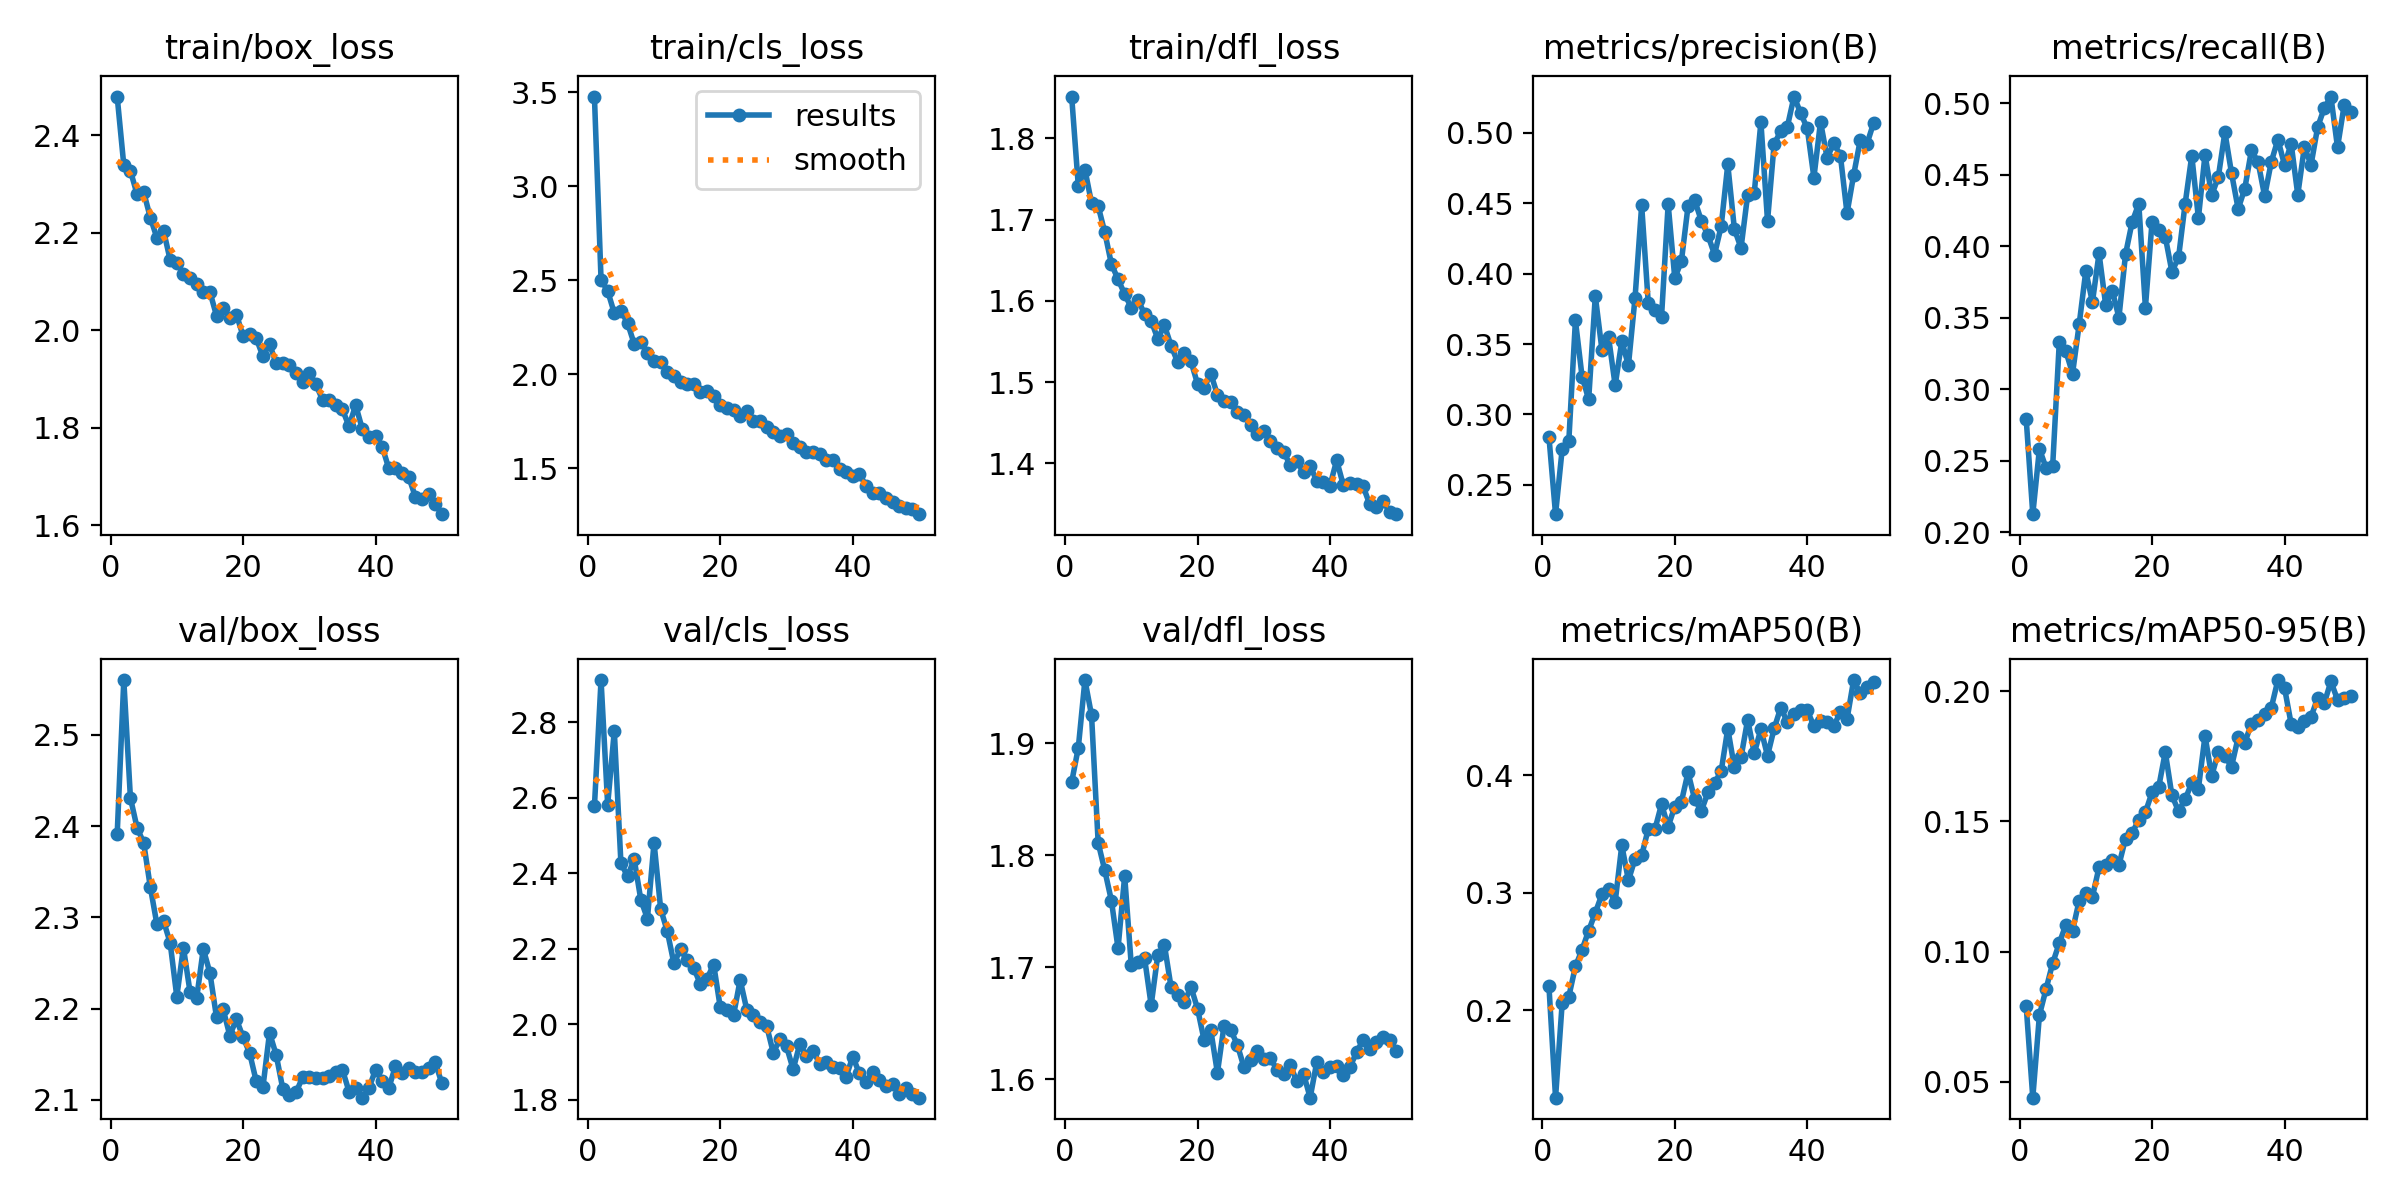 train/box_loss
train/cls_loss
train/dfl_loss
metrics/precision(B)
metrics/recall(B)
2.4
2.2
2.0
1.8
1.6
0 20 40
3.5
3.0
2.5
2.0
1.5
0 20 40
results
smooth
1.8
1.7
1.6
1.5
1.4
0 20 40
0.50
0.45
0.40
0.35
0.30
0.25
0 20 40
0.50
0.45
0.40
0.35
0.30
0.25
0.20
0 20 40
val/box_loss
val/cls_loss
val/dfl_loss
metrics/mAP50(B)
metrics/mAP50-95(B)
2.5
2.4
2.3
2.2
2.1
0 20 40
2.8
2.6
2.4
2.2
2.0
1.8
0 20 40
1.9
1.8
1.7
1.6
0 20 40
0.4
0.3
0.2
0 20 40
0.20
0.15
0.10
0.05
0 20 40